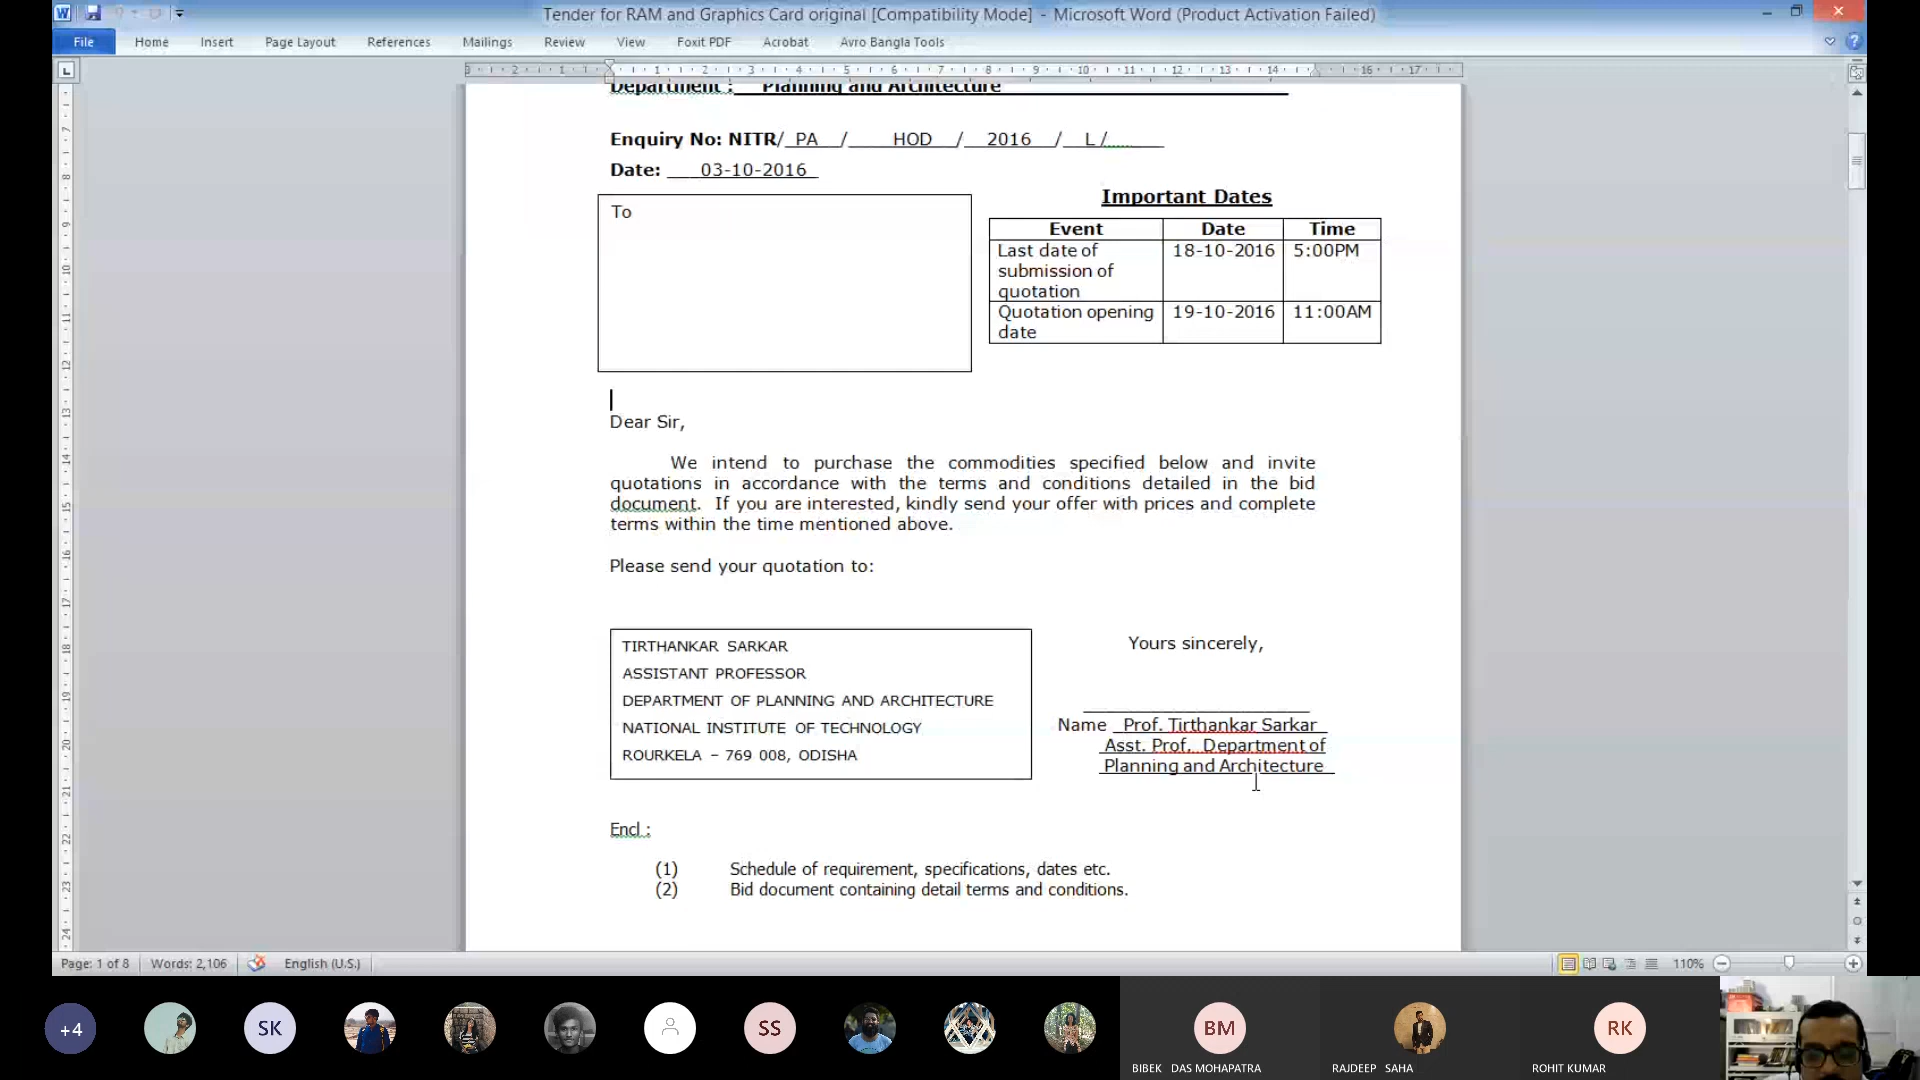 Tender for RAM and Graphics Card original [Compatibility Mode] - Microsoft Word (Product Activation Failed)
File Home Insert Page Layout References Mailings Review View Foxit PDF Acrobat Avro Bangla Tools
Department : Planning and Architecture
Enquiry No: NITR/ PA / HOD / 2016 / L /
Date: 03-10-2016
To
Important Dates
Event Date Time
Last date of submission of quotation 18-10-2016 5:00PM
Quotation opening date 19-10-2016 11:00AM
Dear Sir,
We intend to purchase the commodities specified below and invite
quotations in accordance with the terms and conditions detailed in the bid
document. If you are interested, kindly send your offer with prices and complete
terms within the time mentioned above.
Please send your quotation to:
TIRTHANKAR SARKAR
ASSISTANT PROFESSOR
DEPARTMENT OF PLANNING AND ARCHITECTURE
NATIONAL INSTITUTE OF TECHNOLOGY
ROURKELA – 769 008, ODISHA
Yours sincerely,
Name Prof. Tirthankar Sarkar
Asst. Prof. Department of
Planning and Architecture
Encl :
(1) Schedule of requirement, specifications, dates etc.
(2) Bid document containing detail terms and conditions.
Page: 1 of 8 Words: 2,106 English (U.S.) 110%
+4 SK SS BM RK
BIBEK DAS MOHAPATRA RAJDEEP SAHA ROHIT KUMAR